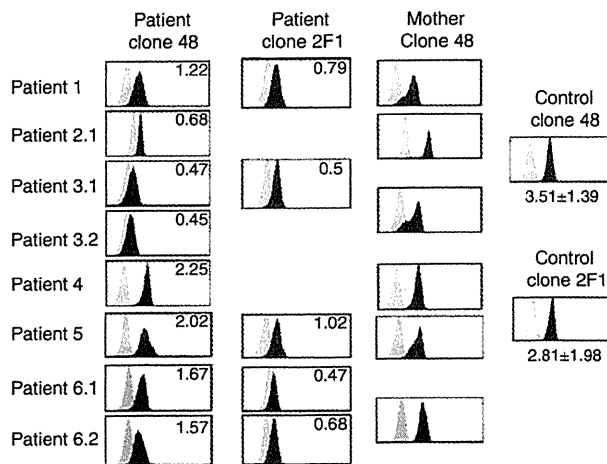 Patient clone 48
Patient clone 2F1
Mother Clone 48
Patient 1
1.22
0.79
Patient 2.1
0.68
Control clone 48
3.51±1.39
Patient 3.1
0.47
0.5
Patient 3.2
0.45
Patient 4
2.25
Control clone 2F1
2.81±1.98
Patient 5
2.02
1.02
Patient 6.1
1.67
0.47
Patient 6.2
1.57
0.68